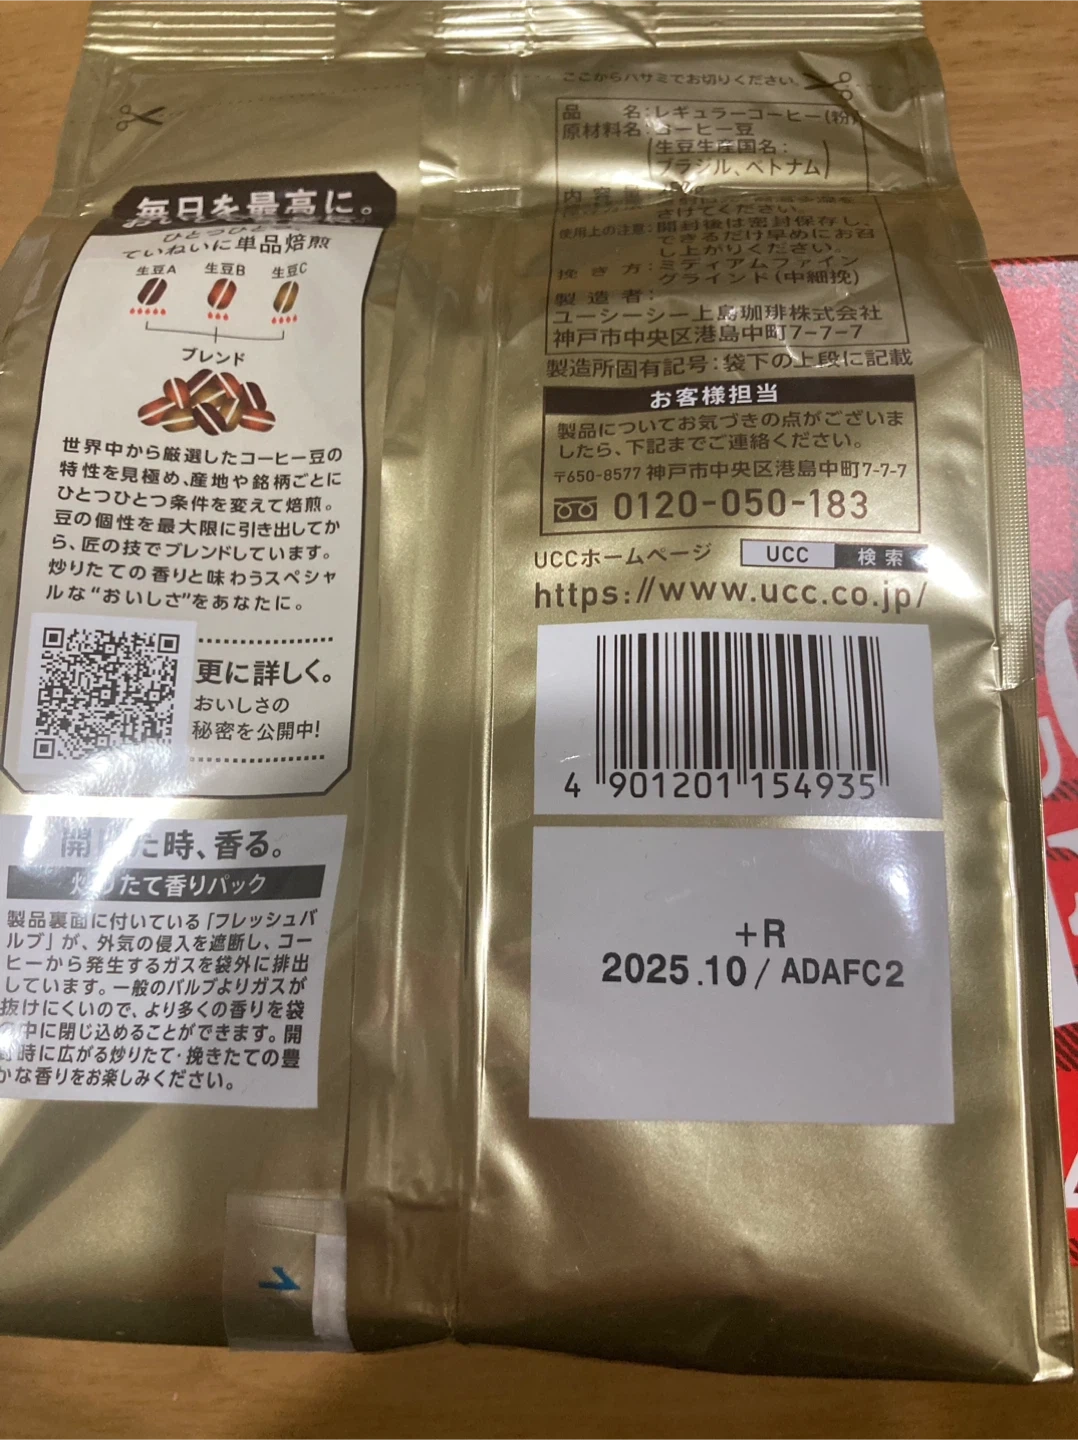 ここからハサミでお切りください。
品 名:レギュラーコーヒー(粉)
原材料名:コーヒー豆
(生豆生産国名:
ブラジル、ベトナム)
内容量
さけてください。
使用上の注意:開封後は密封保存し、
できるだけ早めにお召
し上がりください。
挽き方:ミディアムファイン
グラインド(中細挽)
製造者:
ユーシーシー上島珈琲株式会社
神戸市中央区港島中町7-7-7
製造所固有記号:袋下の上段に記載
お客様担当
製品についてお気づきの点がございま
したら、下記までご連絡ください。
〒650-8577 神戸市中央区港島中町7-7-7
0120-050-183
UCCホームページ UCC 検索
https://www.ucc.co.jp/
4 901201 154935
+R
2025.10/ADAFC2
毎日を最高に。
ひとつひとつ、
ていねいに単品焙煎
生豆A 生豆B 生豆C
ブレンド
世界中から厳選したコーヒー豆の
特性を見極め、産地や銘柄ごとに
ひとつひとつ条件を変えて焙煎。
豆の個性を最大限に引き出してか
ら、匠の技でブレンドしています。
炒りたての香りと味わうスペシャ
ルな“おいしさ”をあなたに。
更に詳しく。
おいしさの
秘密を公開中!
開けた時、香る。
炒りたて香りパック
製品裏面に付いている「フレッシュバ
ルブ」が、外気の侵入を遮断し、コー
ヒーから発生するガスを袋外に排出
しています。一般のバルブよりガスが
抜けにくいので、より多くの香りを袋
の中に閉じ込めることができます。開
封時に広がる炒りたて・挽きたての豊
かな香りをお楽しみください。